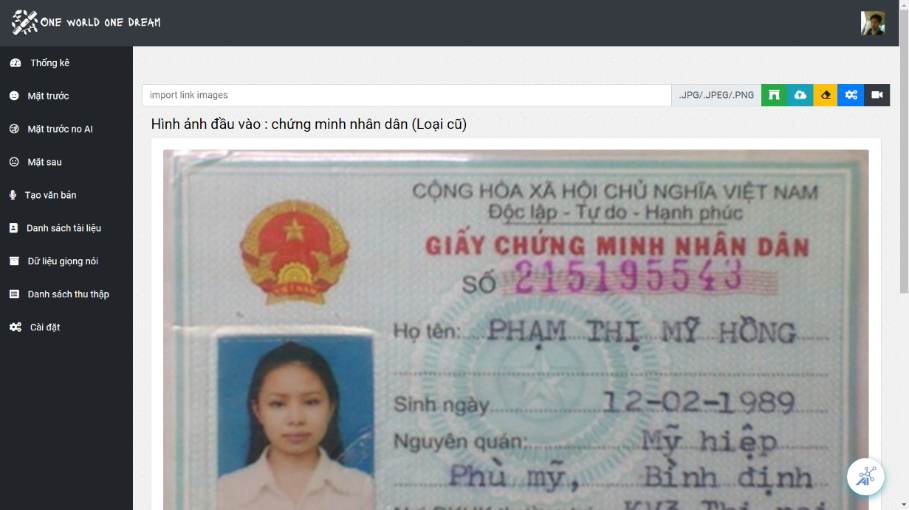 One world one dream
Thống kê
Mặt trước
Mặt trước no AI
Mặt sau
Tạo văn bản
Danh sách tài liệu
Dữ liệu giọng nói
Danh sách thu thập
Cài đặt
import link images
.JPG/.JPEG/.PNG
Hình ảnh đầu vào : chứng minh nhân dân (Loại cũ)
CỘNG HÒA XÃ HỘI CHỦ NGHĨA VIỆT NAM
Độc lập - Tự do - Hạnh phúc
GIẤY CHỨNG MINH NHÂN DÂN
SỐ 215195543
VIỆT NAM
Họ tên: PHẠM THỊ MỸ HỒNG
Sinh ngày 12-02-1989
Nguyên quán: Mỹ hiệp
Phù mỹ, Bình định
AI